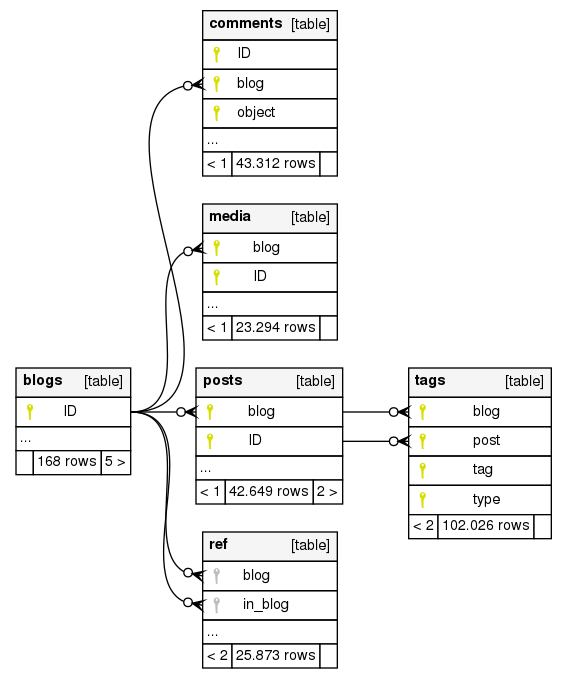 comments [table]
ID
blog
object
...
< 1 43.312 rows
media [table]
blog
ID
...
< 1 23.294 rows
blogs [table]
ID
...
168 rows 5 >
posts [table]
blog
ID
...
< 1 42.649 rows 2 >
tags [table]
blog
post
tag
type
< 2 102.026 rows
ref [table]
blog
in_blog
...
< 2 25.873 rows